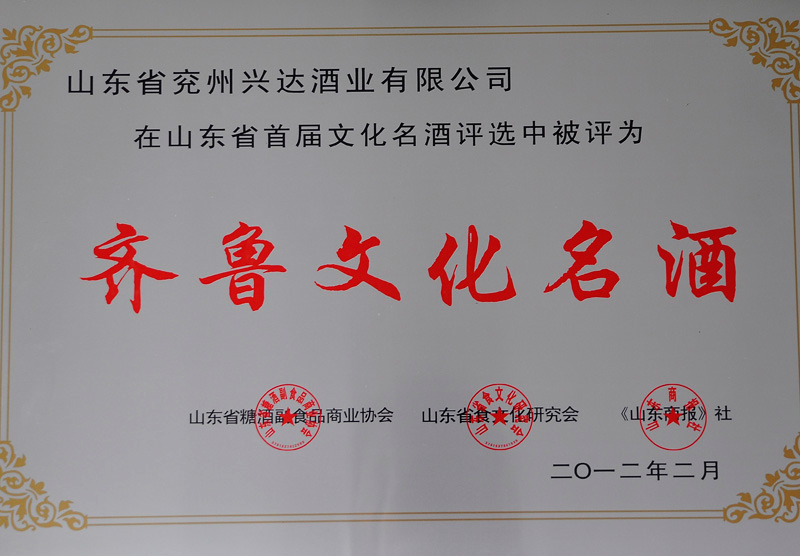 山东省兖州兴达酒业有限公司
在山东省首届文化名酒评选中被评为
齐鲁文化名酒
山东省糖酒副食品商业协会 山东省食文化研究会 《山东商报》社
二〇一二年二月